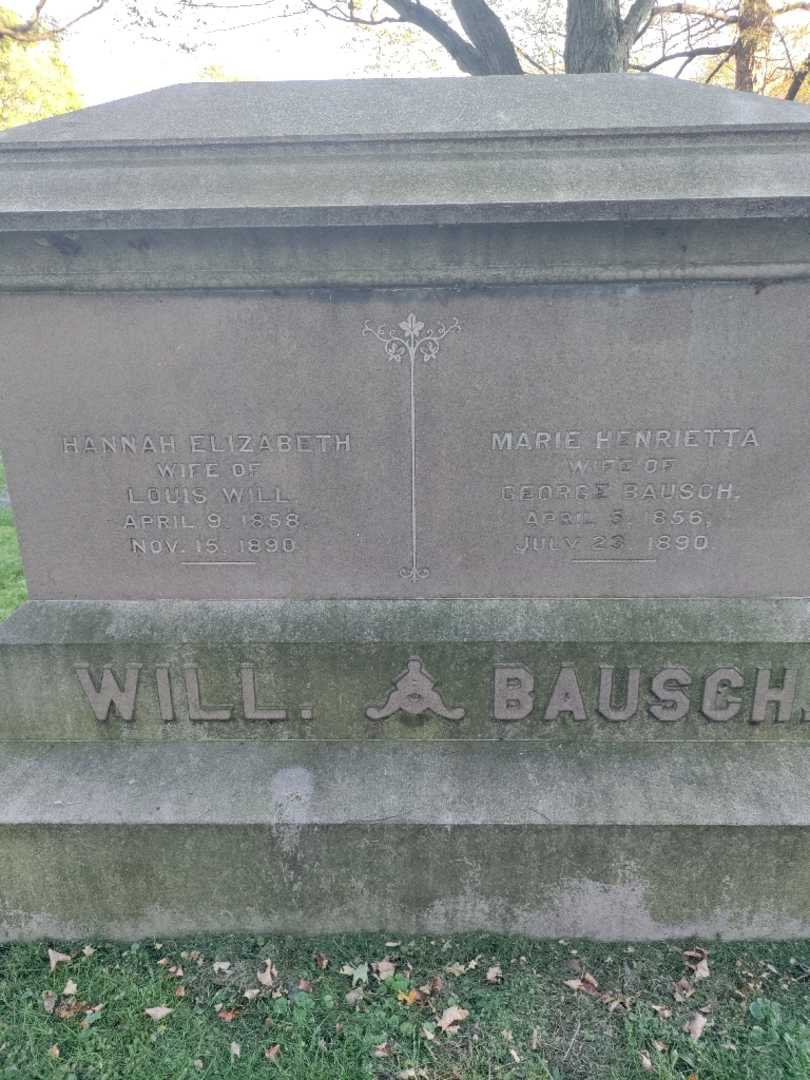 HANNAH ELIZABETH
WIFE OF
LOUIS WILL.
APRIL 9. 1858.
NOV. 15. 1890
MARIE HENRIETTA
WIFE OF
GEORGE BAUSCH.
APRIL 5. 1856,
JULY 23. 1890.
WILL. BAUSCH.